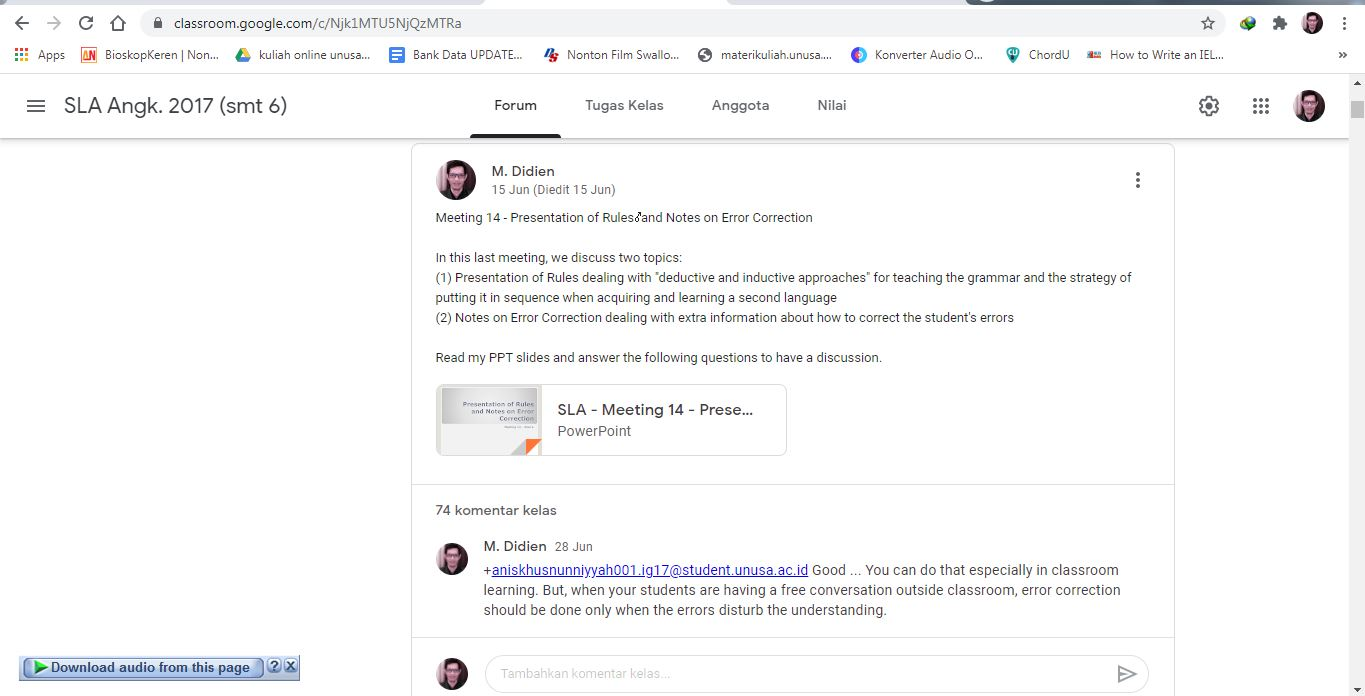 classroom.google.com/c/Njk1MTU5NjQzMTRa
Apps BioskopKeren | Non... kuliah online unusa... Bank Data UPDATE... Nonton Film Swallo... materikuliah.unusa.... Konverter Audio O... ChordU How to Write an IEL... »
SLA Angk. 2017 (smt 6) Forum Tugas Kelas Anggota Nilai
M. Didien
15 Jun (Diedit 15 Jun)
Meeting 14 - Presentation of Rules and Notes on Error Correction
In this last meeting, we discuss two topics:
(1) Presentation of Rules dealing with "deductive and inductive approaches" for teaching the grammar and the strategy of
putting it in sequence when acquiring and learning a second language
(2) Notes on Error Correction dealing with extra information about how to correct the student's errors
Read my PPT slides and answer the following questions to have a discussion.
Presentation of Rules
and Notes on Error
Correction
SLA - Meeting 14 - Prese...
PowerPoint
74 komentar kelas
M. Didien 28 Jun
+aniskhusnunniyyah001.ig17@student.unusa.ac.id Good ... You can do that especially in classroom
learning. But, when your students are having a free conversation outside classroom, error correction
should be done only when the errors disturb the understanding.
Download audio from this page ? X
Tambahkan komentar kelas...